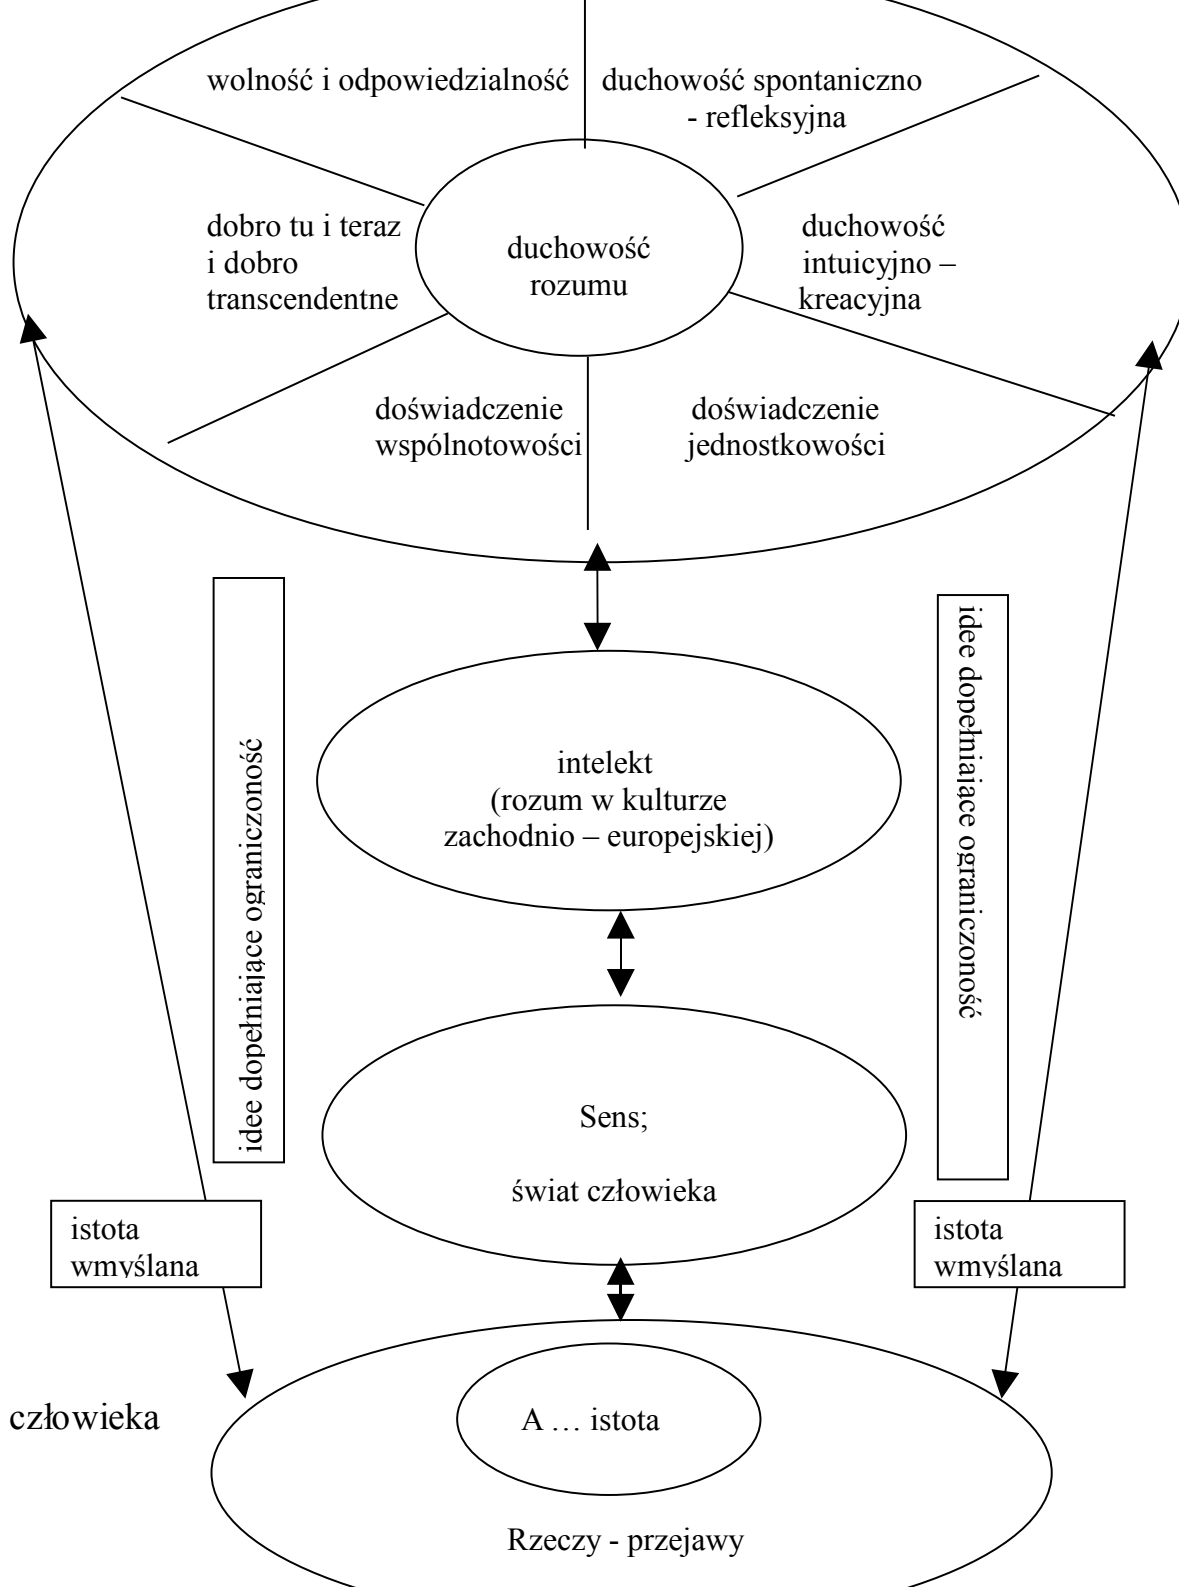 wolność i odpowiedzialność
duchowość spontaniczno
- refleksyjna
dobro tu i teraz
i dobro
transcendentne
duchowość
rozumu
duchowość
intuicyjno –
kreacyjna
doświadczenie
wspólnotowości
doświadczenie
jednostkowości
idee dopełniające ograniczoność
idee dopełniające ograniczoność
intelekt
(rozum w kulturze
zachodnio – europejskiej)
Sens;
świat człowieka
istota
wmyślana
istota
wmyślana
człowieka
A … istota
Rzeczy - przejawy